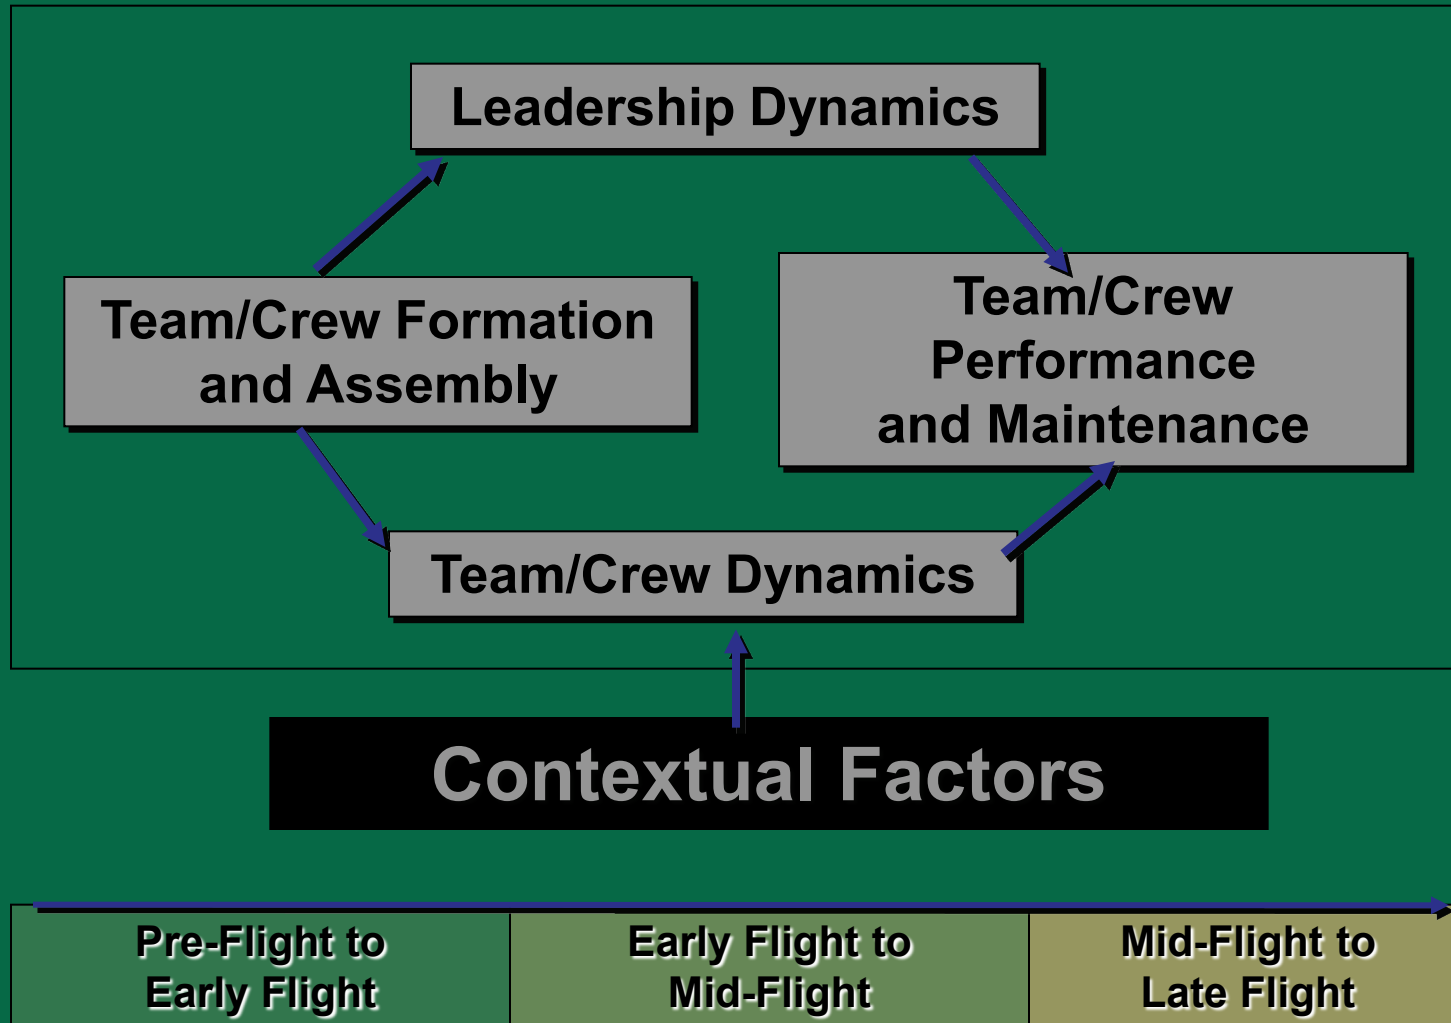 Leadership Dynamics
Team/Crew Formation
and Assembly
Team/Crew
Performance
and Maintenance
Team/Crew Dynamics
Contextual Factors
Pre-Flight to
Early Flight
Early Flight to
Mid-Flight
Mid-Flight to
Late Flight